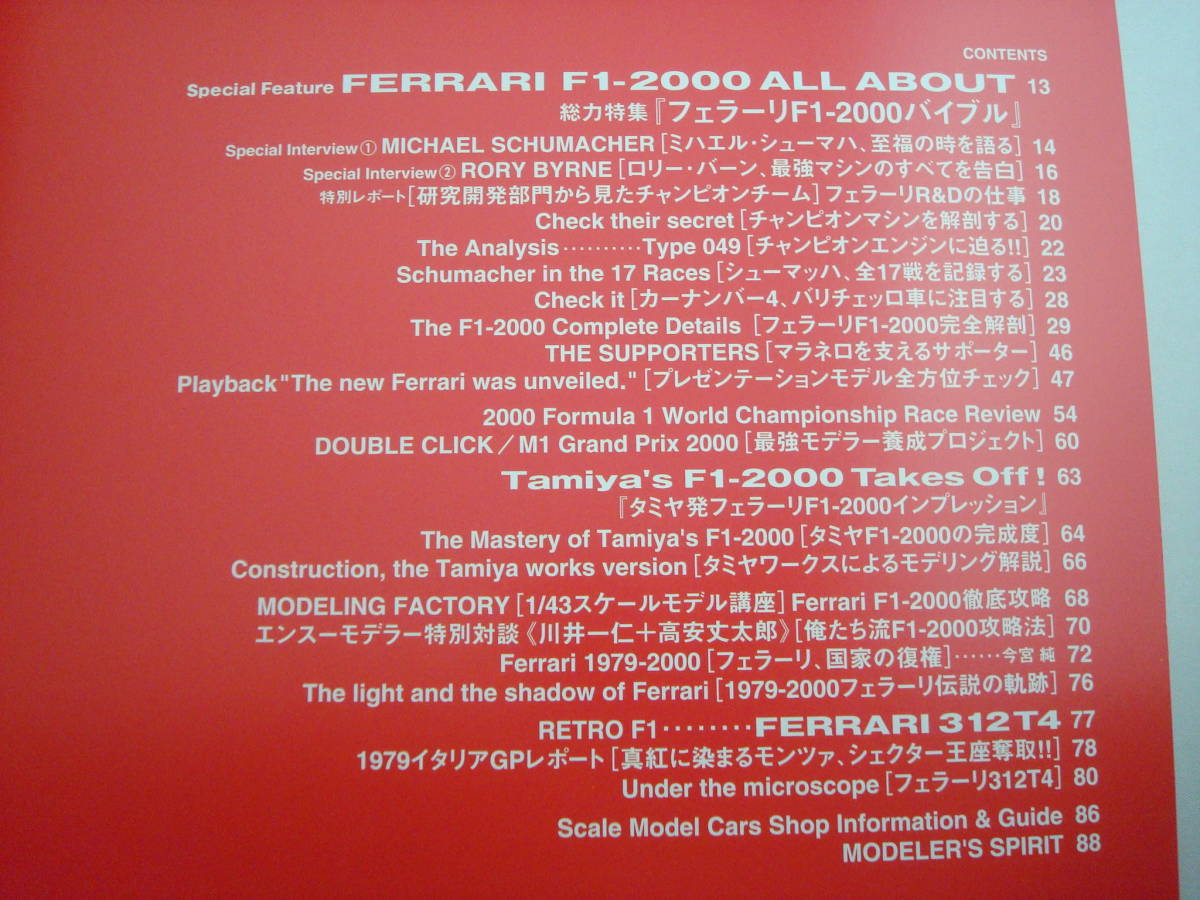 CONTENTS
Special Feature FERRARI F1-2000 ALL ABOUT 13
総力特集『フェラーリF1-2000バイブル』
Special Interview① MICHAEL SCHUMACHER [ミハエル・シューマハ、至福の時を語る] 14
Special Interview② RORY BYRNE [ロリー・バーン、最強マシンのすべてを告白] 16
特別レポート[研究開発部門から見たチャンピオンチーム] フェラーリR&Dの仕事 18
Check their secret [チャンピオンマシンを解剖する] 20
The Analysis··········Type 049 [チャンピオンエンジンに迫る!!] 22
Schumacher in the 17 Races [シューマッハ、全17戦を記録する] 23
Check it [カーナンバー4、バリチェッロ車に注目する] 28
The F1-2000 Complete Details [フェラーリF1-2000完全解剖] 29
THE SUPPORTERS [マラネロを支えるサポーター] 46
Playback "The new Ferrari was unveiled." [プレゼンテーションモデル全方位チェック] 47
2000 Formula 1 World Championship Race Review 54
DOUBLE CLICK／M1 Grand Prix 2000 [最強モデラー養成プロジェクト] 60
Tamiya's F1-2000 Takes Off! 63
『タミヤ発フェラーリF1-2000インプレッション』
The Mastery of Tamiya's F1-2000 [タミヤF1-2000の完成度] 64
Construction, the Tamiya works version [タミヤワークスによるモデリング解説] 66
MODELING FACTORY [1/43スケールモデル講座] Ferrari F1-2000徹底攻略 68
エンスーモデラー特別対談《川井一仁＋高安丈太郎》[俺たち流F1-2000攻略法] 70
Ferrari 1979-2000 [フェラーリ、国家の復権]······今宮 純 72
The light and the shadow of Ferrari [1979-2000フェラーリ伝説の軌跡] 76
RETRO F1········FERRARI 312T4 77
1979イタリアGPレポート [真紅に染まるモンツァ、シェクター王座奪取!!] 78
Under the microscope [フェラーリ312T4] 80
Scale Model Cars Shop Information & Guide 86
MODELER'S SPIRIT 88